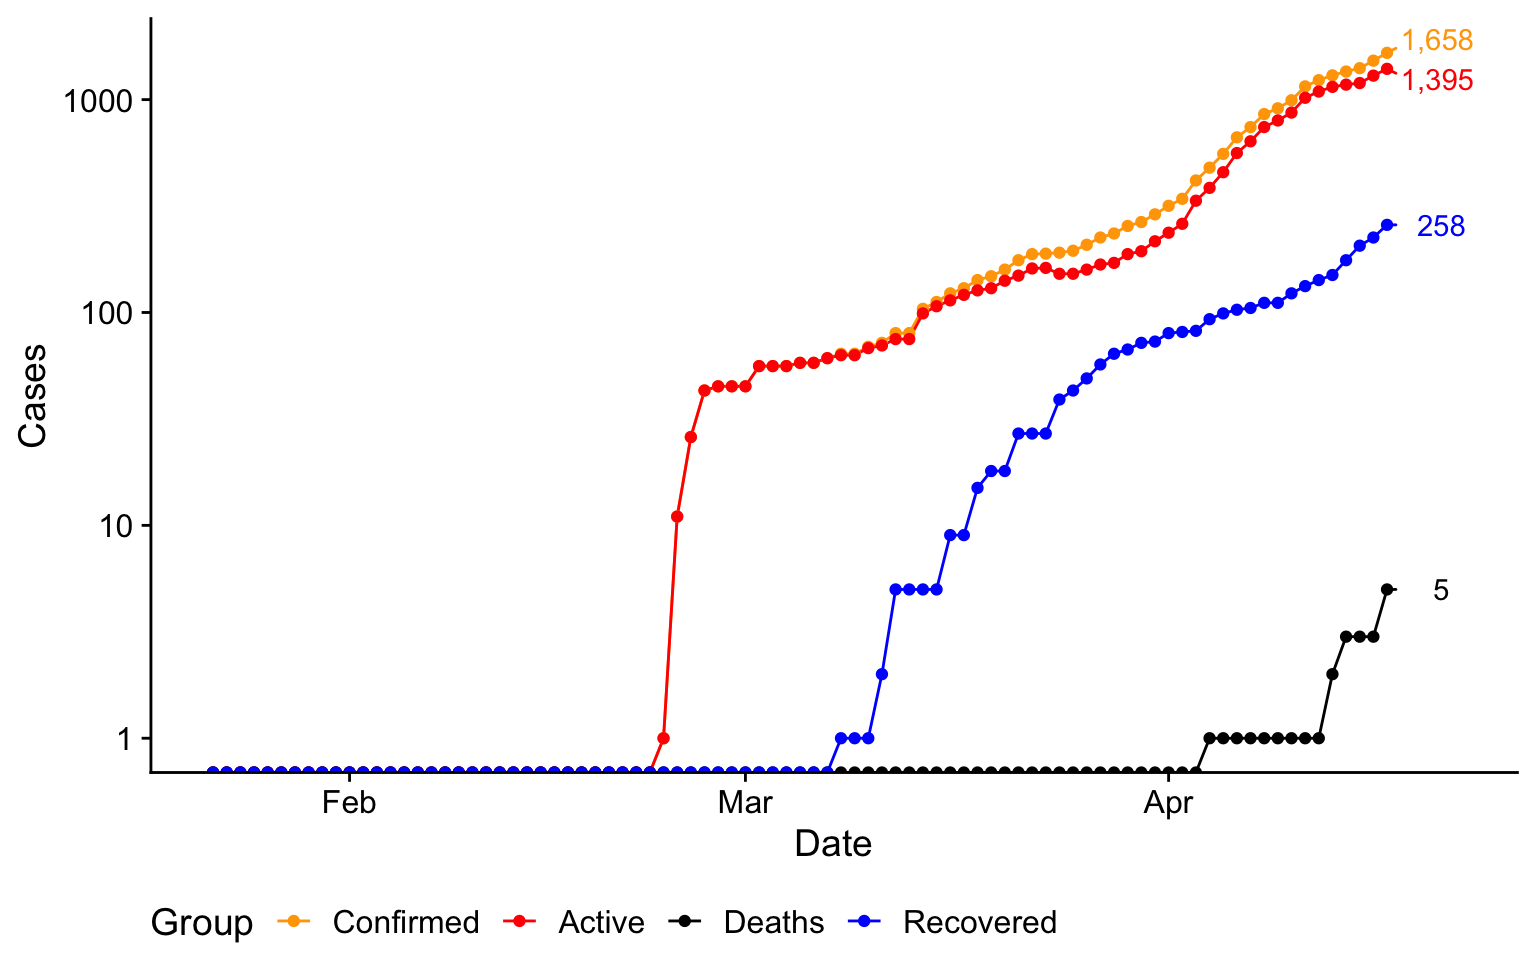 1,658
1,395
1000
258
100
Cases
10
5
1
Feb Mar Apr
Date
Group Confirmed Active Deaths Recovered